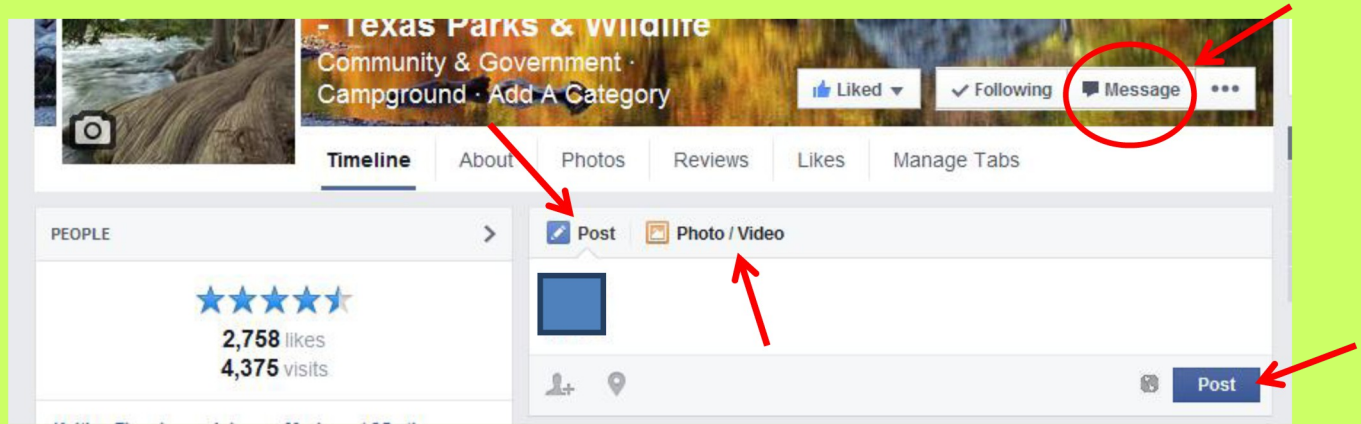 - Texas Parks & Wildlife
Community & Government ·
Campground · Add A Category
Liked
Following
Message
Timeline About Photos Reviews Likes Manage Tabs
PEOPLE
Post Photo / Video
2,758 likes
4,375 visits
Post